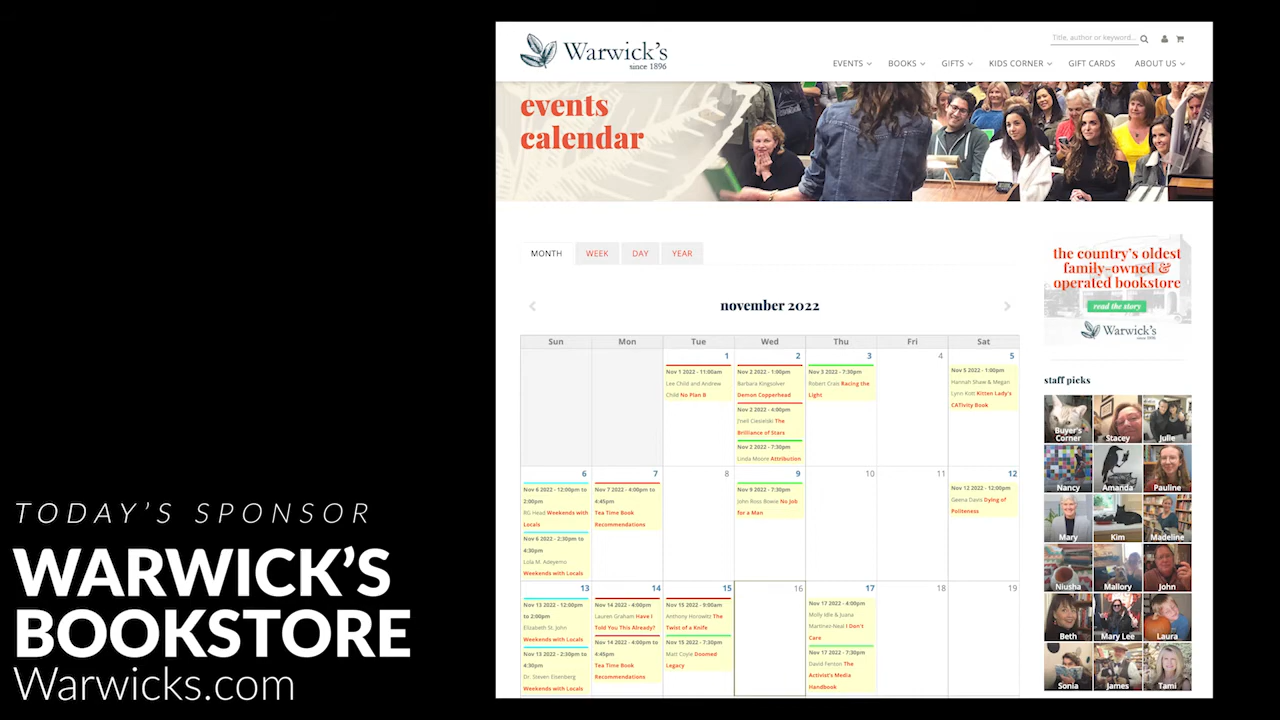 Warwick's
since 1896
Title, author or keyword...
EVENTS
BOOKS
GIFTS
KIDS CORNER
GIFT CARDS
ABOUT US
events
calendar
MONTH
WEEK
DAY
YEAR
november 2022
Sun
Mon
Tue
Wed
Thu
Fri
Sat
1
Nov 1 2022 - 11:00am
Lee Child and Andrew
Child No Plan B
2
Nov 2 2022 - 1:00pm
Barbara Kingsolver
Demon Copperhead
Nov 2 2022 - 4:00pm
J'nell Ciesielski The
Brilliance of Stars
Nov 2 2022 - 7:30pm
Linda Moore Attribution
3
Nov 3 2022 - 7:30pm
Robert Crais Racing the
Light
4
5
Nov 5 2022 - 1:00pm
Hannah Shaw & Megan
Lynn Kott Kitten Lady's
CATivity Book
6
Nov 6 2022 - 12:00pm to
2:00pm
RG Head Weekends with
Locals
Nov 6 2022 - 2:30pm to
4:30pm
Lola M. Adeyemo
Weekends with Locals
7
Nov 7 2022 - 4:00pm to
4:45pm
Tea Time Book
Recommendations
8
9
Nov 9 2022 - 7:30pm
John Ross Bowie No Job
for a Man
10
11
12
Nov 12 2022 - 12:00pm
Geena Davis Dying of
Politeness
13
Nov 13 2022 - 12:00pm
to 2:00pm
Elizabeth St. John
Weekends with Locals
Nov 13 2022 - 2:30pm to
4:30pm
Dr. Steven Eisenberg
Weekends with Locals
14
Nov 14 2022 - 4:00pm
Lauren Graham Have I
Told You This Already?
Nov 14 2022 - 4:00pm to
4:45pm
Tea Time Book
Recommendations
15
Nov 15 2022 - 9:00am
Anthony Horowitz The
Twist of a Knife
Nov 15 2022 - 7:30pm
Matt Coyle Doomed
Legacy
16
17
Nov 17 2022 - 4:00pm
Molly Idle & Juana
Martinez-Neal I Don't
Care
Nov 17 2022 - 7:30pm
David Fenton The
Activist's Media
Handbook
18
19
the country's oldest
family-owned &
operated bookstore
read the story
Warwick's
since 1896
staff picks
Buyer's
Corner
Stacey
Julie
Nancy
Amanda
Pauline
Mary
Kim
Madeline
Niusha
Mallory
John
Beth
Mary Lee
Laura
Sonia
James
Tami
TODAY'S SPONSOR
WARWICK'S
BOOKSTORE
Warwicks.com